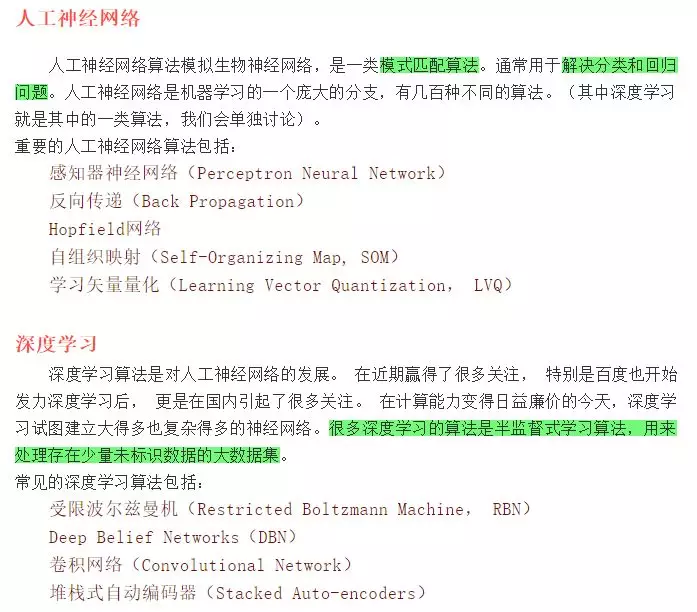 人工神经网络
人工神经网络算法模拟生物神经网络，是一类模式匹配算法。通常用于解决分类和回归
问题。人工神经网络是机器学习的一个庞大的分支，有几百种不同的算法。（其中深度学习
就是其中的一类算法，我们会单独讨论）。
重要的人工神经网络算法包括：
感知器神经网络（Perceptron Neural Network）
反向传递（Back Propagation）
Hopfield网络
自组织映射（Self-Organizing Map, SOM）
学习矢量量化（Learning Vector Quantization， LVQ）
深度学习
深度学习算法是对人工神经网络的发展。 在近期赢得了很多关注， 特别是百度也开始
发力深度学习后， 更是在国内引起了很多关注。 在计算能力变得日益廉价的今天，深度学
习试图建立大得多也复杂得多的神经网络。很多深度学习的算法是半监督式学习算法，用来
处理存在少量未标识数据的大数据集。
常见的深度学习算法包括：
受限波尔兹曼机（Restricted Boltzmann Machine， RBN）
Deep Belief Networks（DBN）
卷积网络（Convolutional Network）
堆栈式自动编码器（Stacked Auto-encoders）